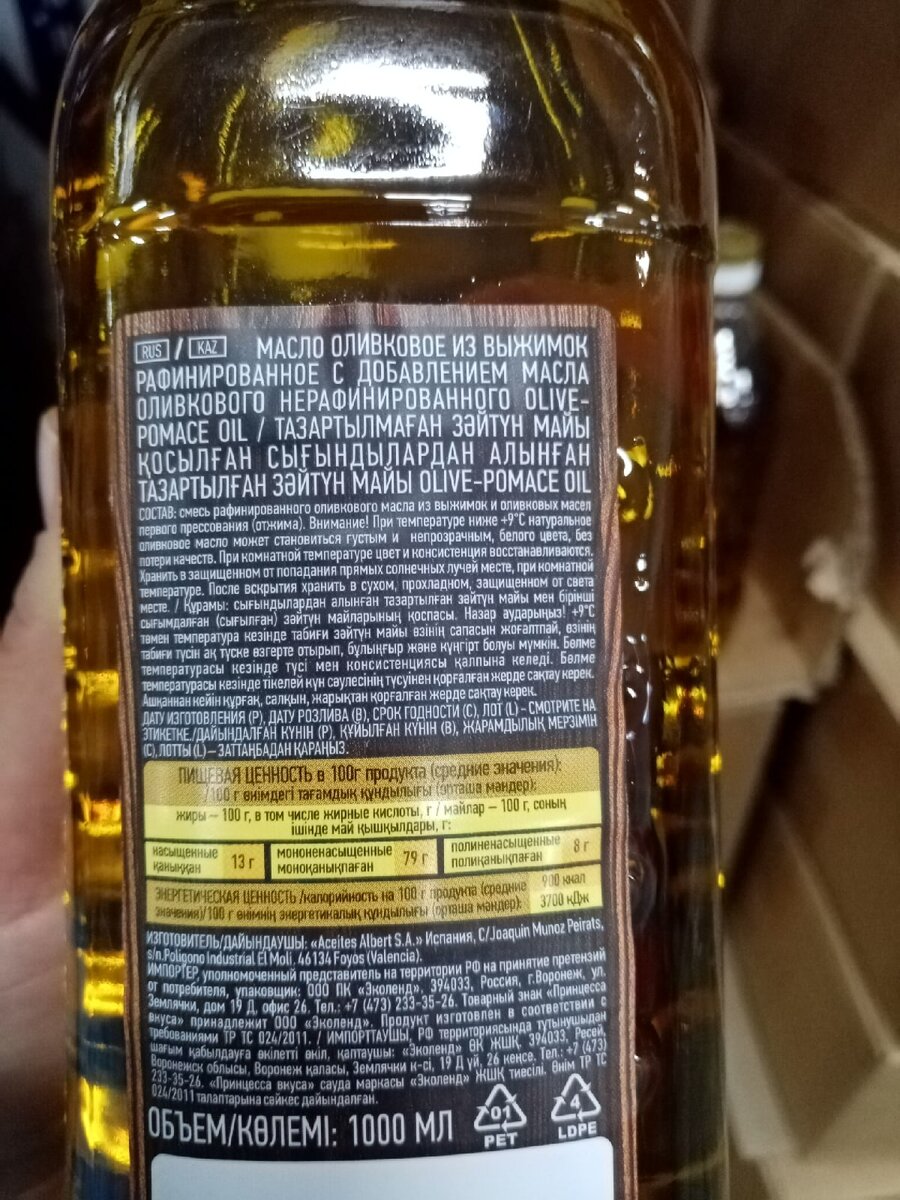 RUS / KAZ МАСЛО ОЛИВКОВОЕ ИЗ ВЫЖИМОК
РАФИНИРОВАННОЕ С ДОБАВЛЕНИЕМ МАСЛА
ОЛИВКОВОГО НЕРАФИНИРОВАННОГО OLIVE-
POMACE OIL / ТАЗАРТЫЛМАҒАН ЗӘЙТҮН МАЙЫ
ҚОСЫЛҒАН СЫҒЫНДЫЛАРДАН АЛЫНҒАН
ТАЗАРТЫЛҒАН ЗӘЙТҮН МАЙЫ OLIVE-POMACE OIL
СОСТАВ: смесь рафинированного оливкового масла из выжимок и оливковых масел
первого прессования (отжима). Внимание! При температуре ниже +9°С натуральное
оливковое масло может становиться густым и непрозрачным, белого цвета, без
потери качеств. При комнатной температуре цвет и консистенция восстанавливаются.
Хранить в защищенном от попадания прямых солнечных лучей месте, при комнатной
температуре. После вскрытия хранить в сухом, прохладном, защищенном от света
месте. / Құрамы: сығындылардан алынған тазартылған зәйтүн майы мен бірінші
сығымдалған (сығылған) зәйтүн майларының қоспасы. Назар аударыңыз! +9°С
төмен температура кезінде табиғи зәйтүн майы өзінің сапасын жоғалтпай, өзінің
табиғи түсін ақ түске өзгерте отырып, бұлыңғыр және күңгірт болуы мүмкін. Бөлме
температурасы кезінде түсі мен консистенциясы қалпына келеді. Бөлме
температурасы кезінде тікелей күн сәулесінің түсуінен қорғалған жерде сақтау керек.
Ашқаннан кейін құрғақ, салқын, жарықтан қорғалған жерде сақтау керек.
ДАТУ ИЗГОТОВЛЕНИЯ (P), ДАТУ РОЗЛИВА (B), СРОК ГОДНОСТИ (C), ЛОТ (L) – СМОТРИТЕ НА
ЭТИКЕТКЕ./ДАЙЫНДАЛҒАН КҮНІН (P), ҚҰЙЫЛҒАН КҮНІН (B), ЖАРАМДЫЛЫҚ МЕРЗІМІН
(C), ЛОТТЫ (L) – ЗАТТАҢБАДАН ҚАРАҢЫЗ.
ПИЩЕВАЯ ЦЕННОСТЬ в 100г продукта (средние значения):
/100 г өнімдегі тағамдық құндылығы (орташа мәндер):
жиры – 100 г, в том числе жирные кислоты, г / майлар – 100 г, соның
ішінде май қышқылды, г:
насыщенные қаныққан 13 г
мононенасыщенные моноқанықпаған 79 г
полиненасыщенные полиқанықпаған 8 г
ЭНЕРГЕТИЧЕСКАЯ ЦЕННОСТЬ /калорийность на 100 г продукта (средние 900 ккал
значения)/100 г өнімнің энергетикалық құндылығы (орташа мәндер): 3700 кДж
ИЗГОТОВИТЕЛЬ/ДАЙЫНДАУШЫ: «Aceites Albert S.A.» Испания, C/Joaquin Munoz Peirats,
s/n.Poligono Industrial El Moli, 46134 Foyos (Valencia).
ИМПОРТЕР, уполномоченный представитель на территории РФ на принятие претензий
от потребителя, упаковщик: ООО ПК «Эколенд», 394033, Россия, г.Воронеж, ул.
Землячки, дом 19 Д, офис 26. Тел.: +7 (473) 233-35-26. Товарный знак «Принцесса
вкуса» принадлежит ООО «Эколенд». Продукт изготовлен в соответствии с
требованиями ТР ТС 024/2011. / ИМПОРТТАУШЫ, РФ территориясында тұтынушыдан
шағым қабылдауға өкілетті өкіл, қаптаушы: «Эколенд» ӨК ЖШҚ, 394033, Ресей,
Воронежск облысы, Воронеж қаласы, Землячки к-сі, 19 Д үй, 26 кеңсе. Тел.: +7 (473)
233-35-26. «Принцесса вкуса» сауда маркасы «Эколенд» ЖШҚ тиесілі. Өнім ТР ТС
024/2011 талаптарына сәйкес дайындалған.
ОБЪЕМ/КӨЛЕМІ: 1000 МЛ
01 PET
4 LDPE